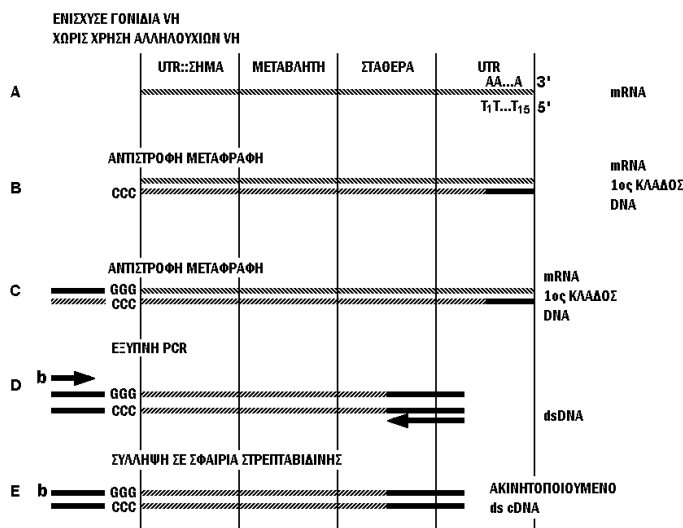 ΕΝΙΣΧΥΣΕ ΓΟΝΙΔΙΑ VH
ΧΩΡΙΣ ΧΡΗΣΗ ΑΛΛΗΛΟΥΧΙΩΝ VH
UTR::ΣΗΜΑ ΜΕΤΑΒΛΗΤΗ ΣΤΑΘΕΡΑ UTR
AA...A 3'
A mRNA
T1T...T15 5'
ΑΝΤΙΣΤΡΟΦΗ ΜΕΤΑΦΡΑΦΗ
mRNA
B CCC 1ος ΚΛΑΔΟΣ
DNA
ΑΝΤΙΣΤΡΟΦΗ ΜΕΤΑΦΡΑΦΗ
mRNA
C GGG 1ος ΚΛΑΔΟΣ
CCC
DNA
ΕΞΥΠΝΗ PCR
b
D GGG
CCC dsDNA
ΣΥΛΛΗΨΗ ΣΕ ΣΦΑΙΡΙΑ ΣΤΡΕΠΤΑΒΙΔΙΝΗΣ
E b GGG ΑΚΙΝΗΤΟΠΟΙΟΥΜΕΝΟ
CCC ds cDNA